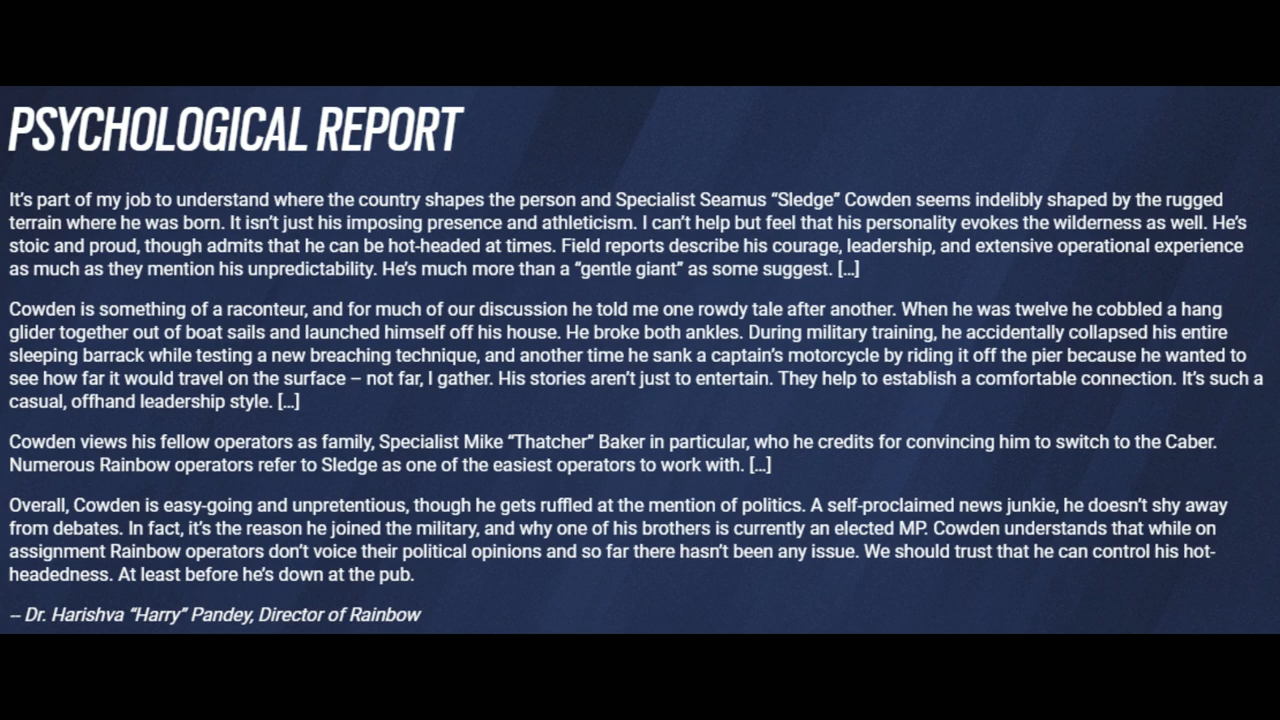 PSYCHOLOGICAL REPORT
It’s part of my job to understand where the country shapes the person and Specialist Seamus “Sledge” Cowden seems indelibly shaped by the rugged
terrain where he was born. It isn’t just his imposing presence and athleticism. I can’t help but feel that his personality evokes the wilderness as well. He’s
stoic and proud, though admits that he can be hot-headed at times. Field reports describe his courage, leadership, and extensive operational experience
as much as they mention his unpredictability. He’s much more than a “gentle giant” as some suggest. [...]
Cowden is something of a raconteur, and for much of our discussion he told me one rowdy tale after another. When he was twelve he cobbled a hang
glider together out of boat sails and launched himself off his house. He broke both ankles. During military training, he accidentally collapsed his entire
sleeping barrack while testing a new breaching technique, and another time he sank a captain’s motorcycle by riding it off the pier because he wanted to
see how far it would travel on the surface – not far, I gather. His stories aren’t just to entertain. They help to establish a comfortable connection. It’s such a
casual, offhand leadership style. [...]
Cowden views his fellow operators as family, Specialist Mike “Thatcher” Baker in particular, who he credits for convincing him to switch to the Caber.
Numerous Rainbow operators refer to Sledge as one of the easiest operators to work with. [...]
Overall, Cowden is easy-going and unpretentious, though he gets ruffled at the mention of politics. A self-proclaimed news junkie, he doesn’t shy away
from debates. In fact, it’s the reason he joined the military, and why one of his brothers is currently an elected MP. Cowden understands that while on
assignment Rainbow operators don’t voice their political opinions and so far there hasn’t been any issue. We should trust that he can control his hot-
headedness. At least before he’s down at the pub.
-- Dr. Harishva “Harry” Pandey, Director of Rainbow